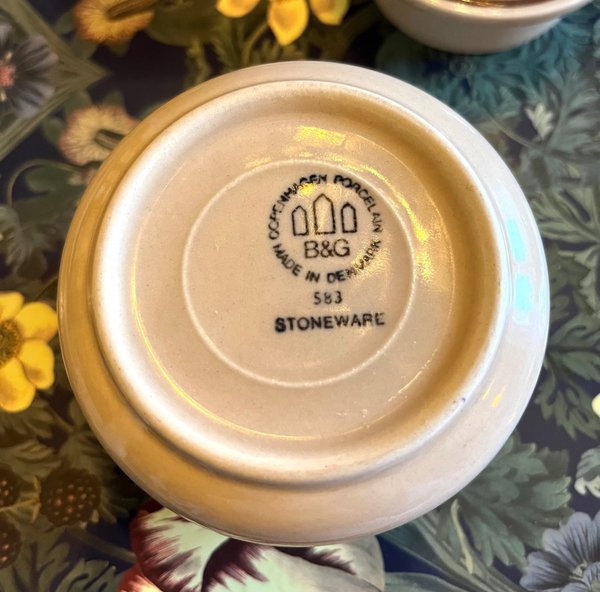 COPENHAGEN PORCELAIN
B&G
MADE IN DENMARK
583
STONEWARE